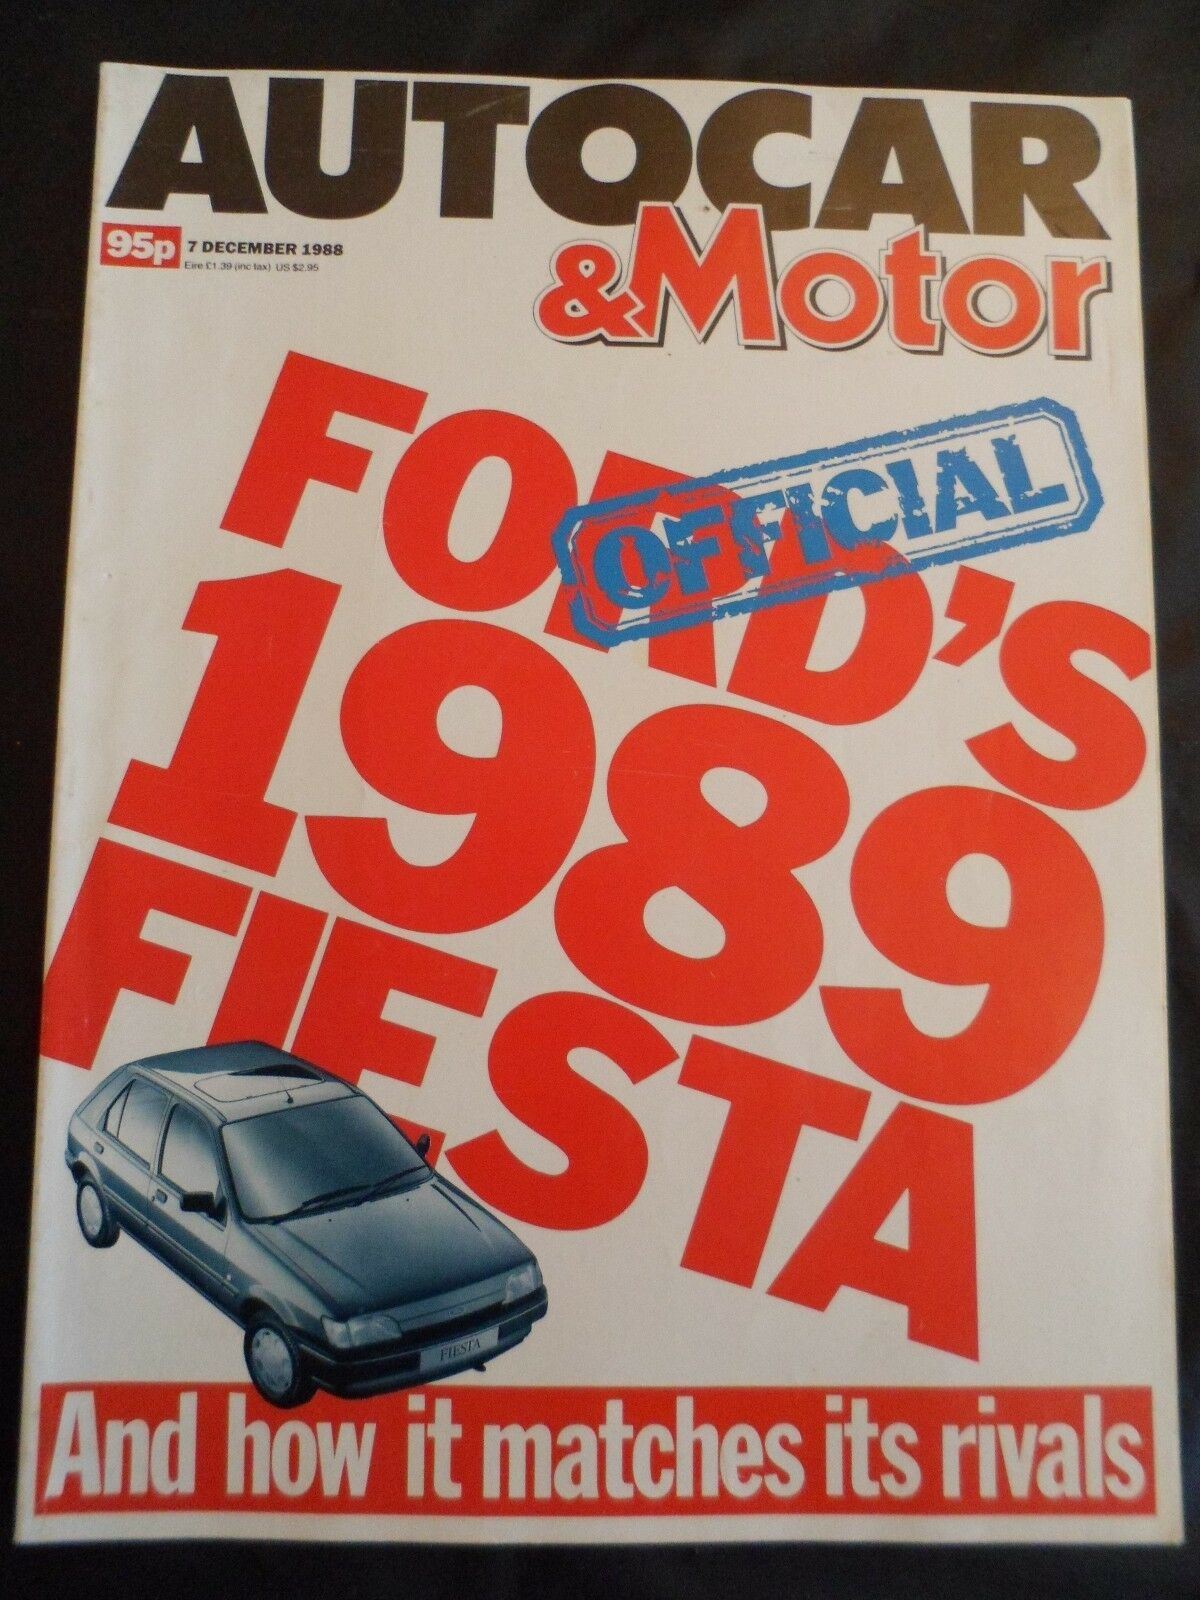 AUTOCAR
&Motor
95p 7 DECEMBER 1988
Eire £1.39 (inc tax) US $2.95
OFFICIAL
FORD'S
1989
FIESTA
FIESTA
And how it matches its rivals